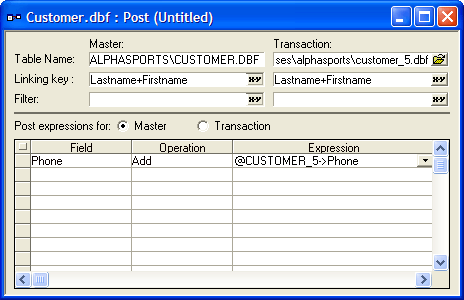 Customer.dbf : Post (Untitled)
Master: Transaction:
Table Name: ALPHASPORTS\CUSTOMER.DBF ses\alphasports\customer_5.dbf
Linking key : Lastname+Firstname Lastname+Firstname
Filter:
Post expressions for: Master Transaction
Field Operation Expression
Phone Add @CUSTOMER_5->Phone